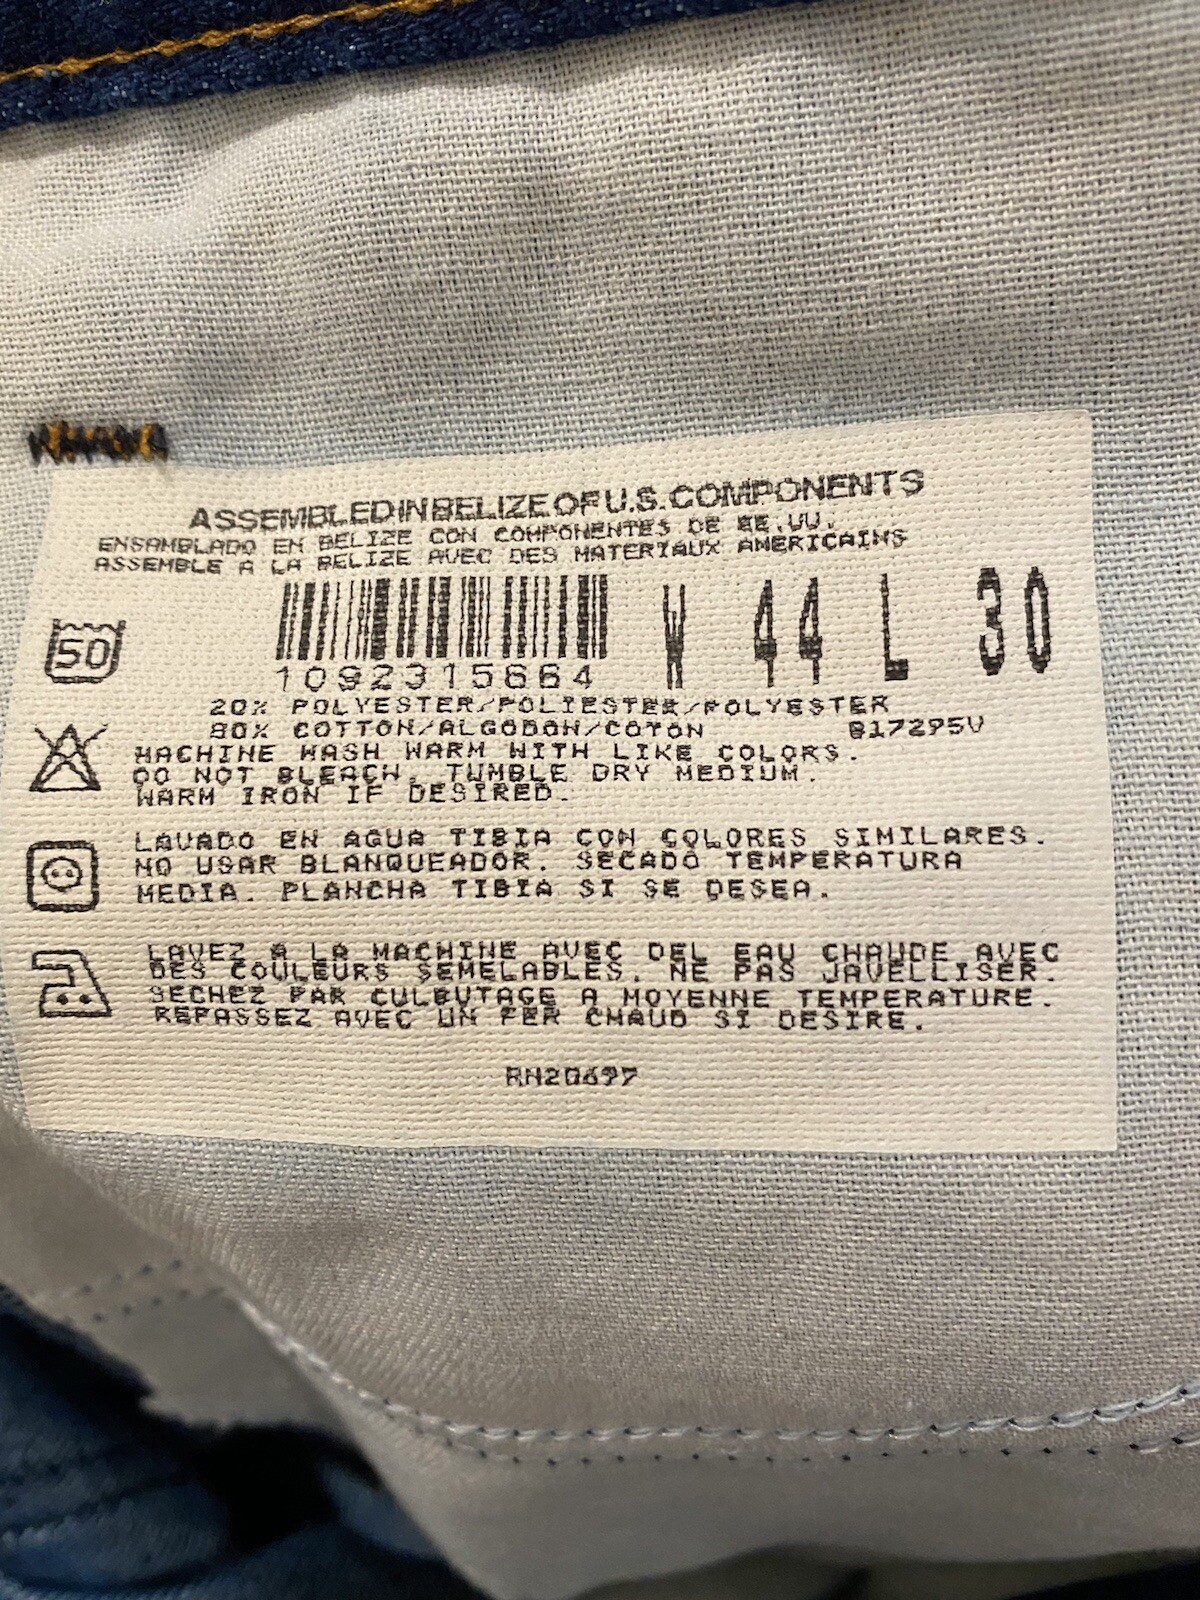 ASSEMBLED IN BELIZE OF U.S. COMPONENTS
ENSAMBLADO EN BELIZE CON COMPONENTES DE EE.UU.
ASSEMBLE A LA BELIZE AVEC DES MATERIAUX AMERICAINS
W 44 L 30
50
1092315664
20% POLYESTER/POLIESTER/POLYESTER
80% COTTON/ALGODON/COTON 817295V
MACHINE WASH WARM WITH LIKE COLORS.
DO NOT BLEACH. TUMBLE DRY MEDIUM.
WARM IRON IF DESIRED.
LAVADO EN AGUA TIBIA CON COLORES SIMILARES.
NO USAR BLANQUEADOR. SECADO TEMPERATURA
MEDIA. PLANCHA TIBIA SI SE DESEA.
LAVEZ A LA MACHINE AVEC DEL EAU CHAUDE AVEC
DES COULEURS SEMELABLES. NE PAS JAVELLISER.
SECHEZ PAR CULBUTAGE A MOYENNE TEMPERATURE.
REPASSEZ AVEC UN FER CHAUD SI DESIRE.
RN20697